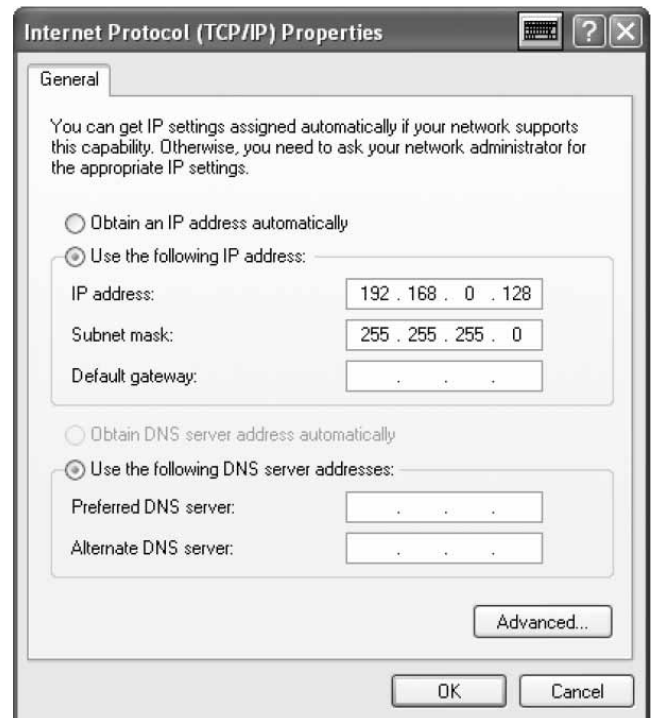 Internet Protocol (TCP/IP) Properties
General
You can get IP settings assigned automatically if your network supports
this capability. Otherwise, you need to ask your network administrator for
the appropriate IP settings.
Obtain an IP address automatically
Use the following IP address:
IP address: 192 . 168 . 0 . 128
Subnet mask: 255 . 255 . 255 . 0
Default gateway: . . .
Obtain DNS server address automatically
Use the following DNS server addresses:
Preferred DNS server: . . .
Alternate DNS server: . . .
Advanced...
OK Cancel